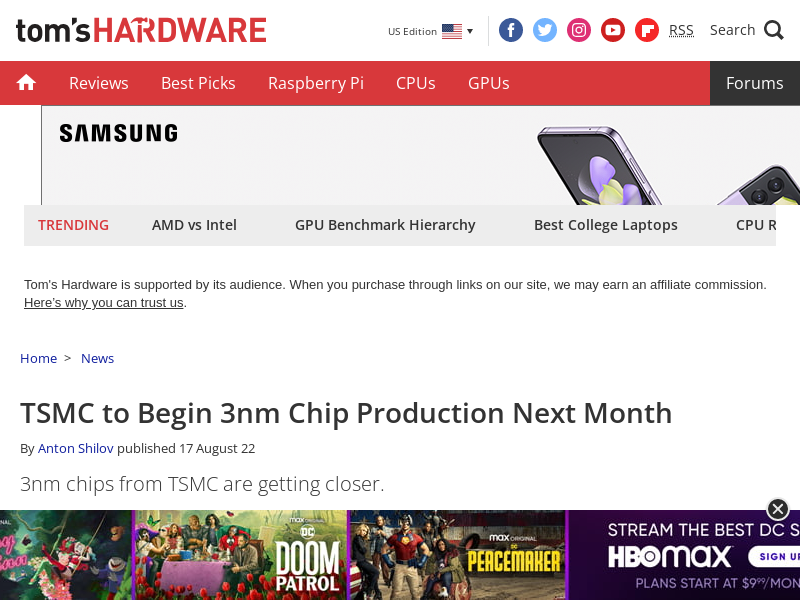 tom's HARDWARE
US Edition
RSS
Search
Reviews
Best Picks
Raspberry Pi
CPUs
GPUs
Forums
SAMSUNG
TRENDING
AMD vs Intel
GPU Benchmark Hierarchy
Best College Laptops
CPU R
Tom's Hardware is supported by its audience. When you purchase through links on our site, we may earn an affiliate commission.
Here’s why you can trust us.
Home > News
TSMC to Begin 3nm Chip Production Next Month
By Anton Shilov published 17 August 22
3nm chips from TSMC are getting closer.
max ORIGINAL
DC
DOOM
PATROL
max ORIGINAL
DC
PEACEMAKER
STREAM THE BEST DC S
HBOMAX
SIGN U
PLANS START AT $9⁹⁹/MON